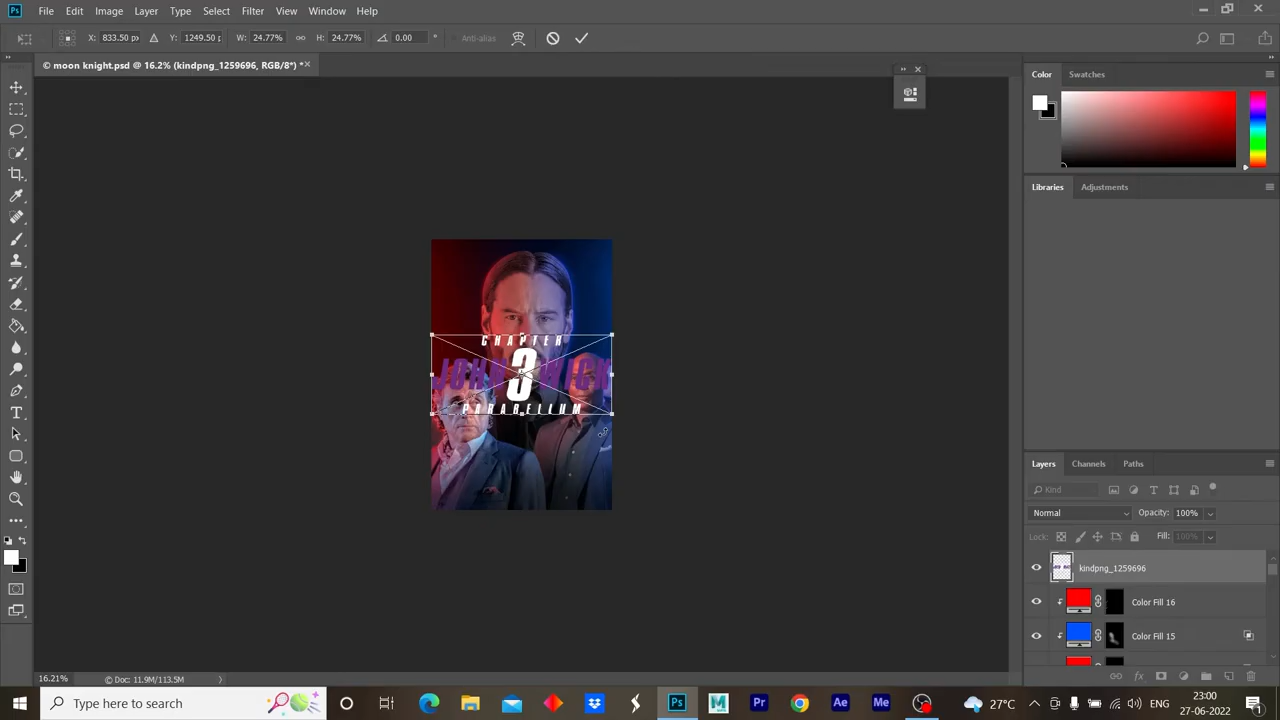 Ps File Edit Image Layer Type Select Filter View Window Help
X: 833.50 px Y: 1249.50 p W: 24.77% H: 24.77% 0.00 ° Anti-alias
© moon knight.psd @ 16.2% (kindpng_1259696, RGB/8*) *
Color Swatches
Libraries Adjustments
CHAPTER
JOHN 3 WICK
PARABELLUM
Layers Channels Paths
Kind
Normal Opacity: 100%
Lock: Fill: 100%
kindpng_1259696
Color Fill 16
Color Fill 15
16.21% Doc: 11.9M/113.5M
Type here to search Ps M Pr Ae Me 27°C ENG 23:00
27-06-2022